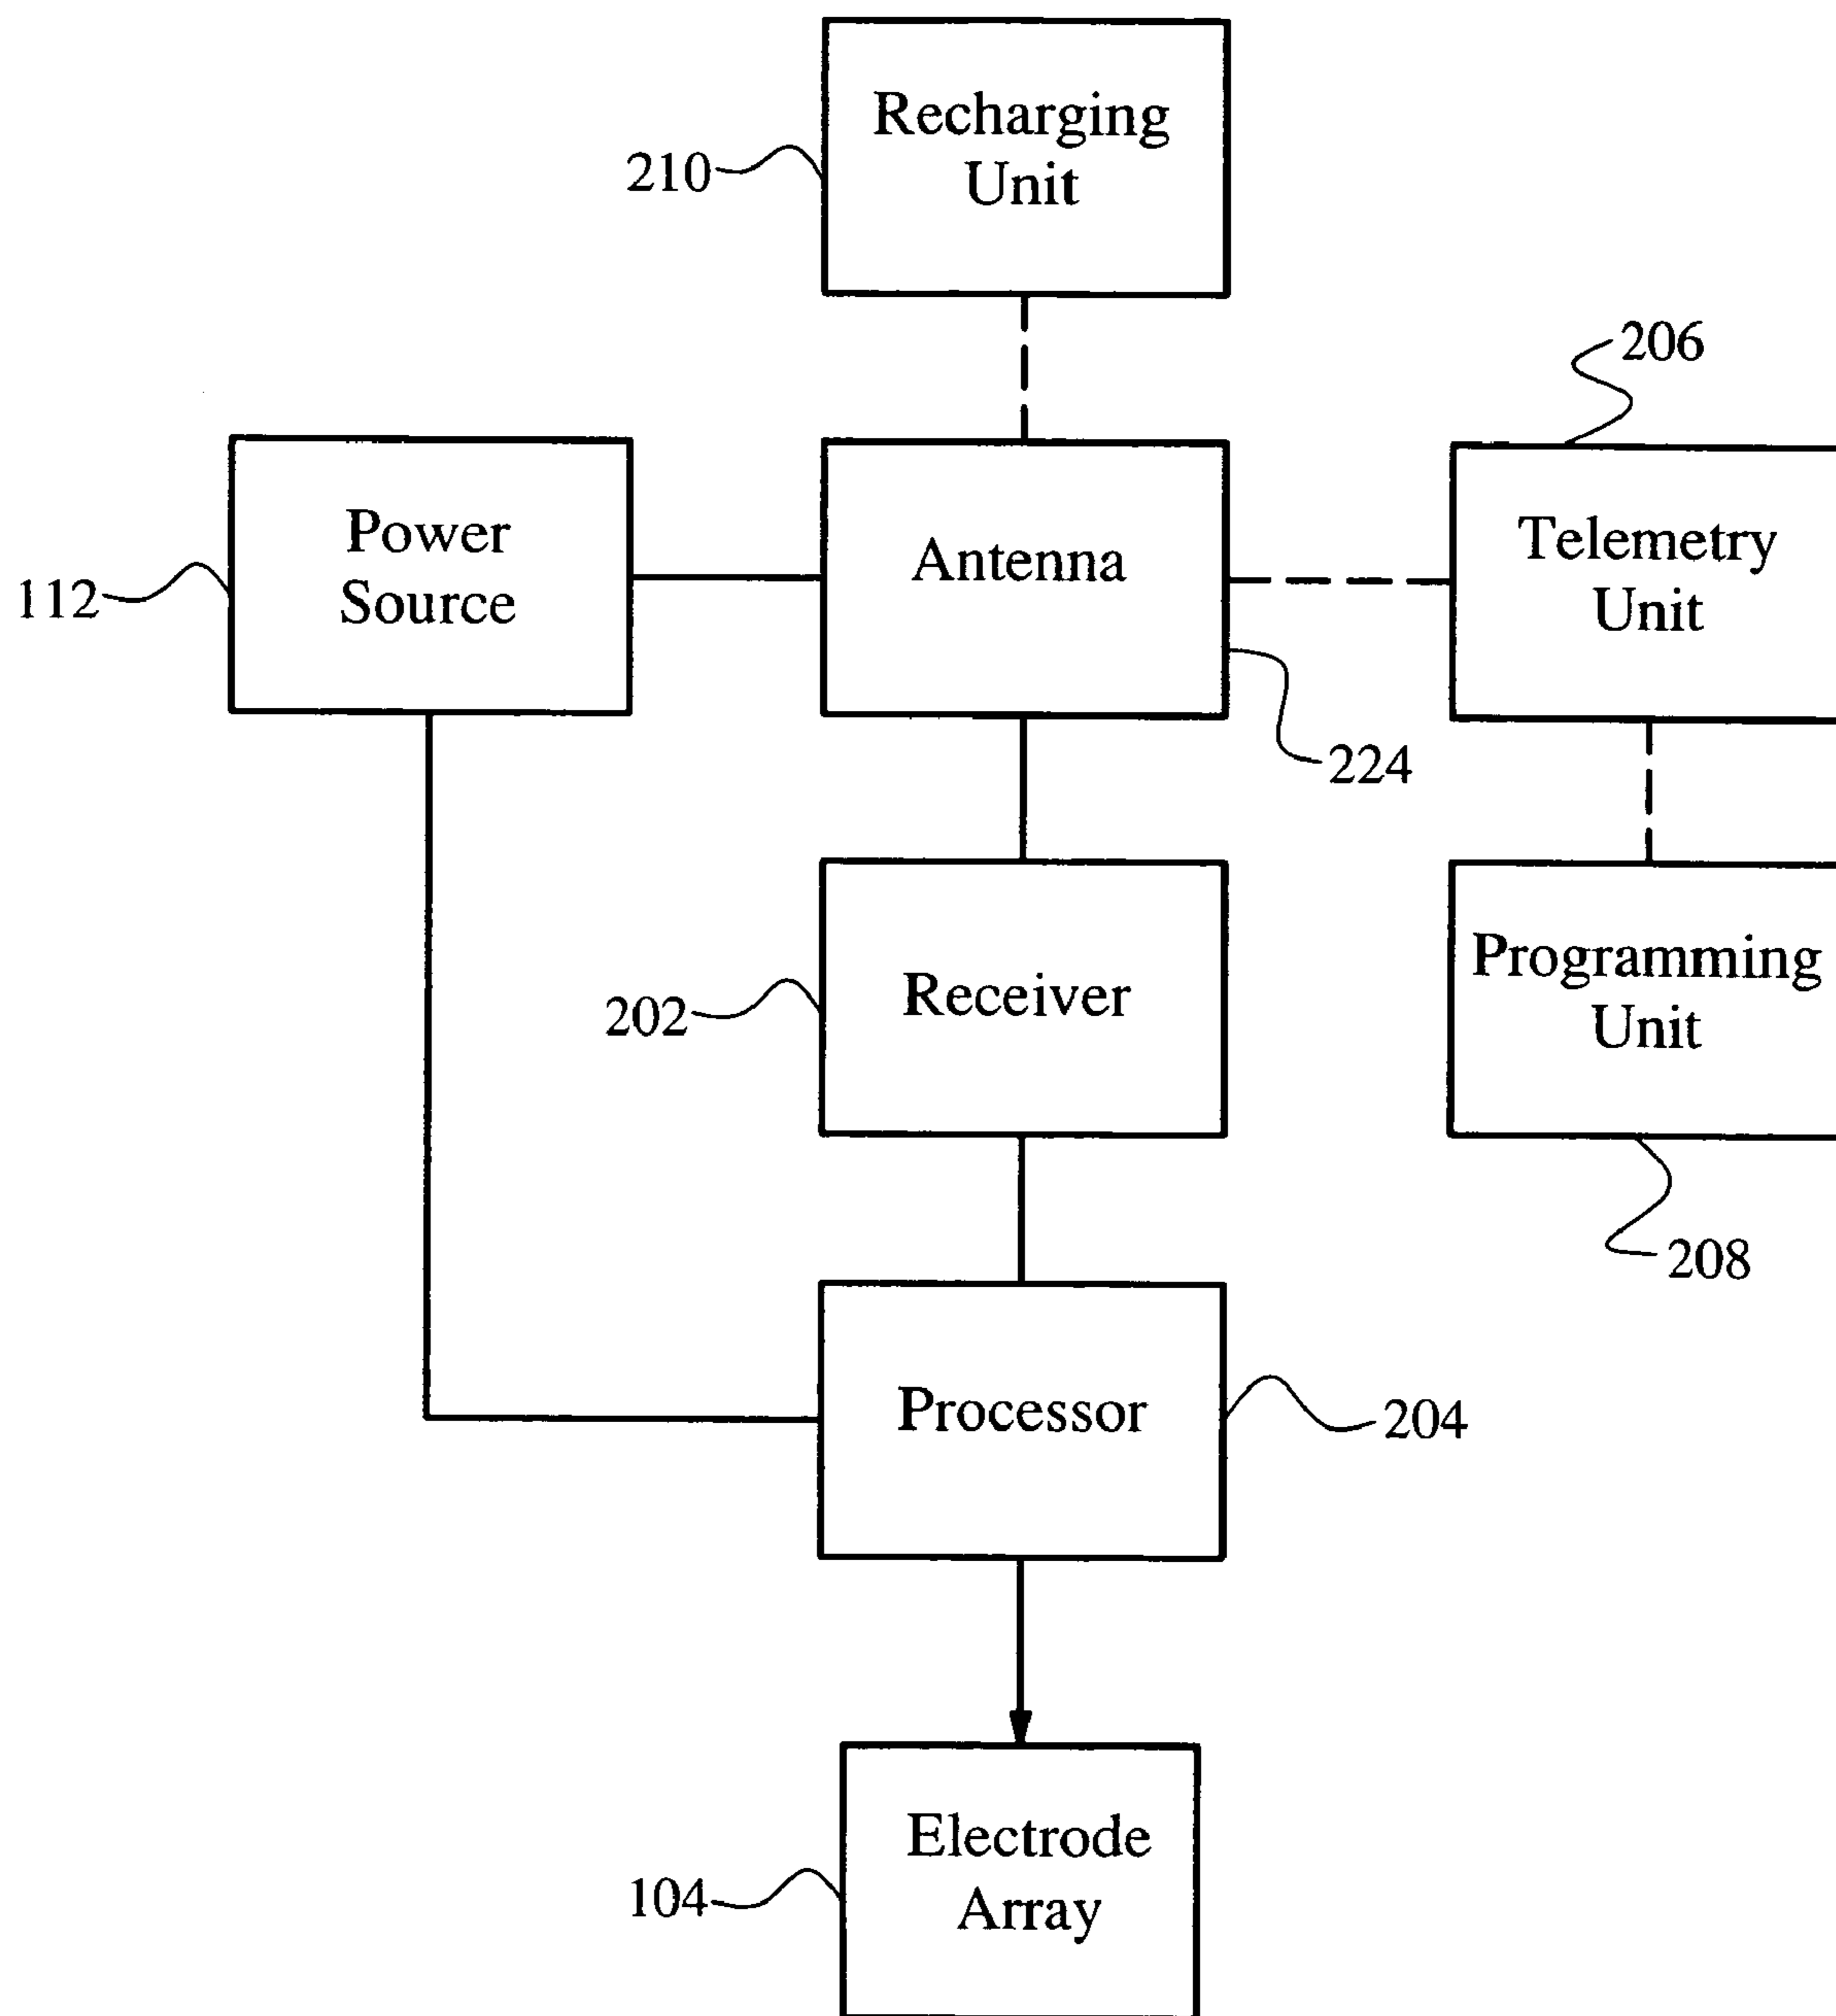 Recharging
Unit
210
206
Power
Source
112
Antenna
Telemetry
Unit
224
Receiver
202
Programming
Unit
208
Processor
204
Electrode
Array
104